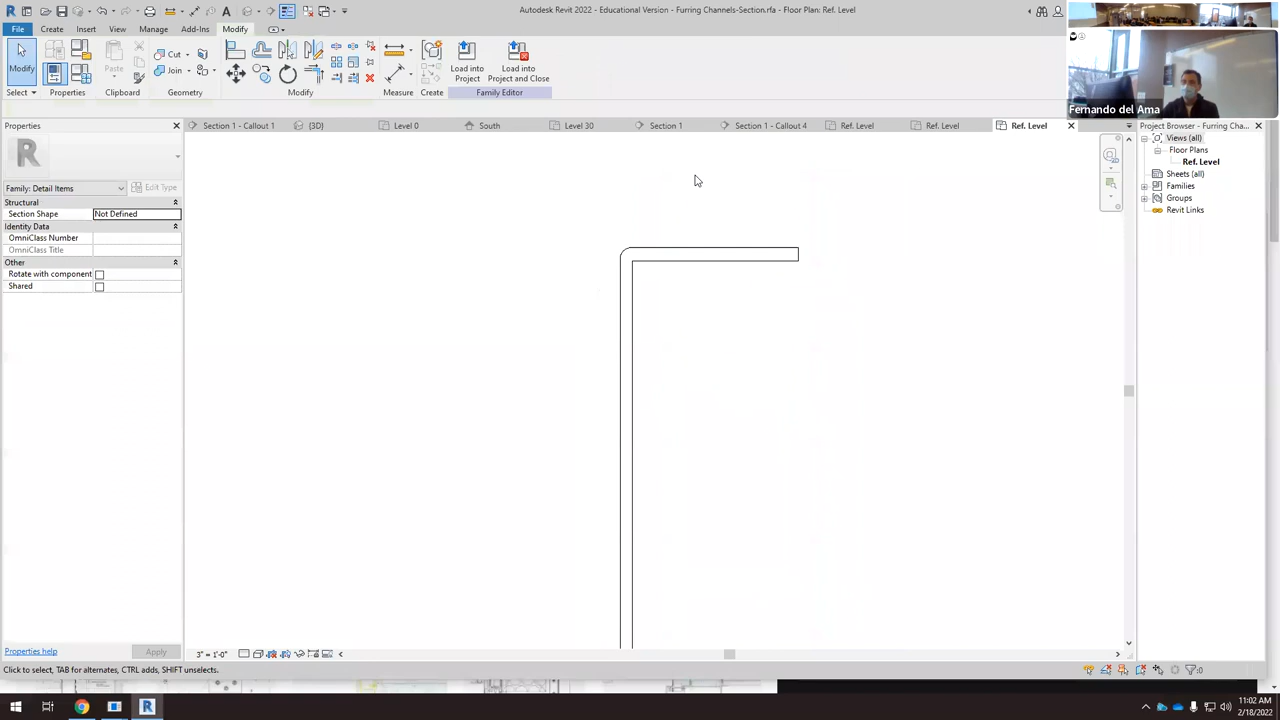 Autodesk Revit 2022 - Educational Version - Furring Channels-Section.rfa - Floor Plan: Ref. Level
File Create Insert View Manage Add-Ins Modify
Modify
Cut
Join
Paste
Load into Project
Load into Project and Close
Select Properties Clipboard Geometry Modify Measure Create Family Editor
Fernando del Ama
Properties
Section 1 - Callout 1 {3D} Level 0 South Level 30 Section 1 Section 1 - Callout 4 Ref. Level Ref. Level Ref. Level
Project Browser - Furring Cha...
Views (all)
Floor Plans
Ref. Level
Sheets (all)
Families
Groups
Revit Links
Family: Detail Items Edit Type
Structural
Section Shape Not Defined
Identity Data
OmniClass Number
OmniClass Title
Other
Rotate with component
Shared
Properties help Apply
3" = 1'-0"
Click to select, TAB for alternates, CTRL adds, SHIFT unselects.
:0
11:02 AM
2/18/2022